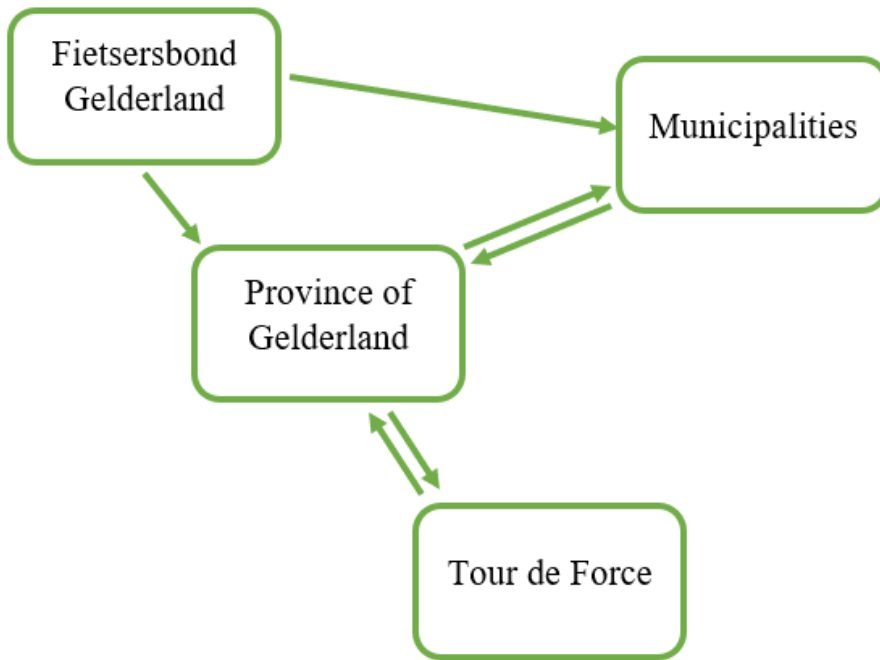 Fietsersbond
Gelderland
Municipalities
Province of
Gelderland
Tour de Force